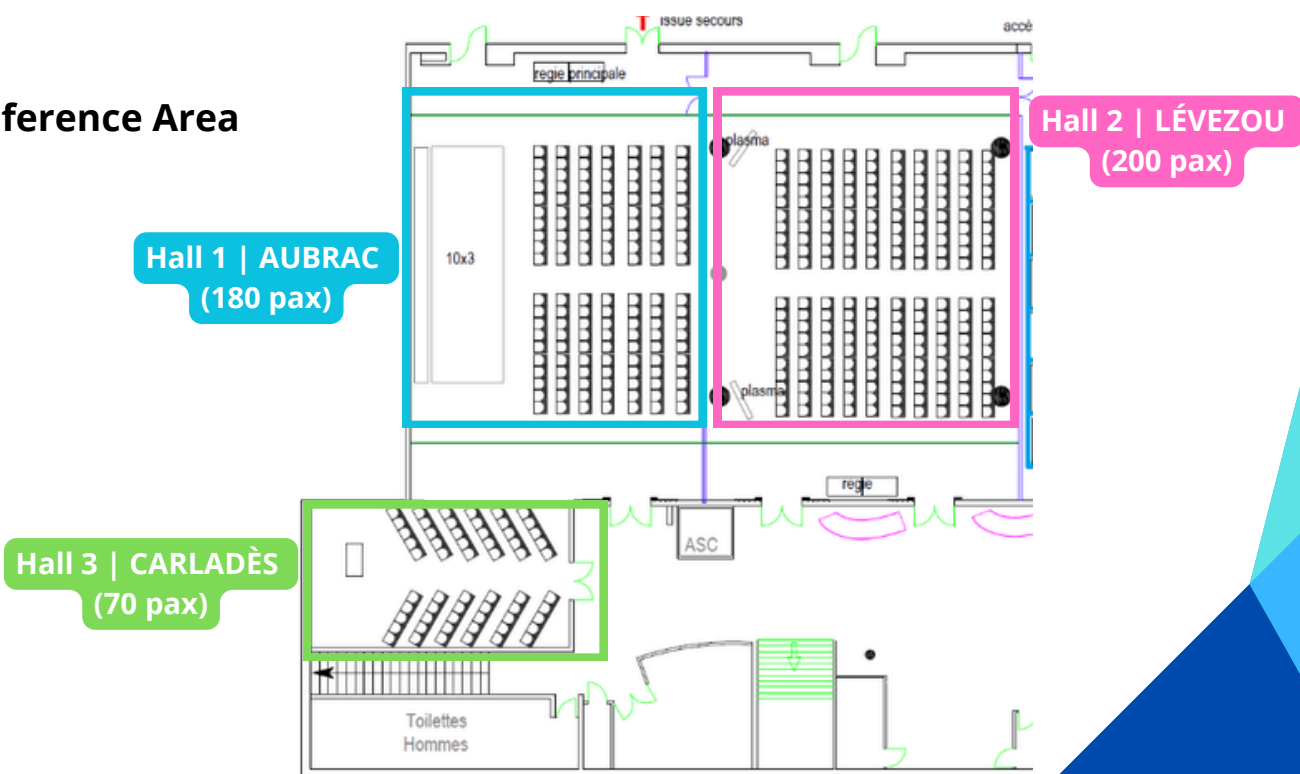 issue secours
accé
regie principale
ference Area
Hall 2 | LÉVEZOU
(200 pax)
plasma
Hall 1 | AUBRAC
(180 pax)
10x3
plasma
regie
ASC
Hall 3 | CARLADÈS
(70 pax)
Toilettes
Hommes